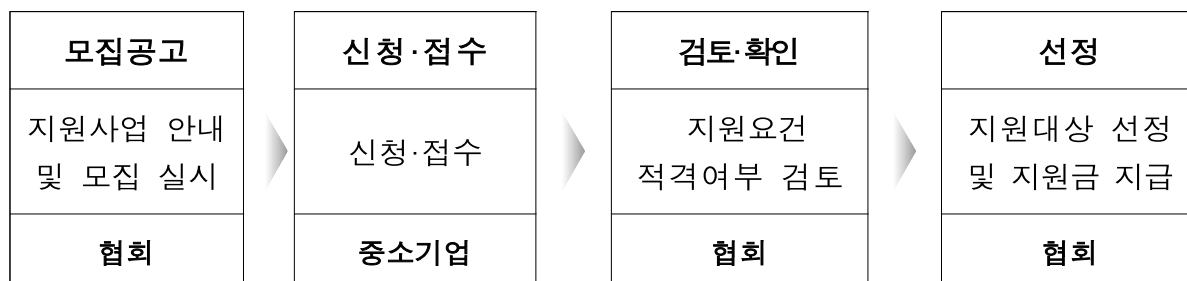 모집공고
지원사업 안내
및 모집 실시
협회
신청·접수
신청·접수
중소기업
검토·확인
지원요건
적격여부 검토
협회
선정
지원대상 선정
및 지원금 지급
협회